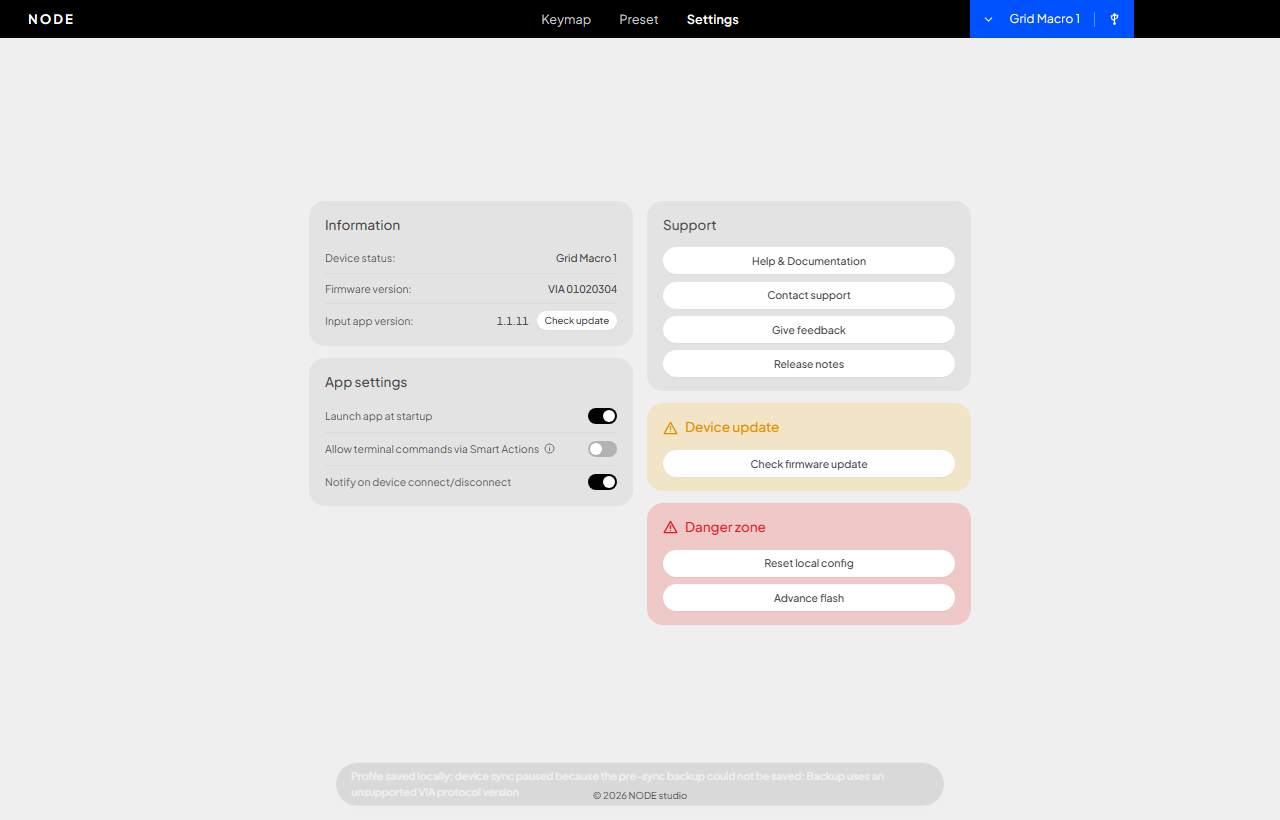 NODE
Keymap
Preset
Settings
Grid Macro 1
Information
Device status:
Grid Macro 1
Firmware version:
VIA 01020304
Input app version:
1.1.11
Check update
App settings
Launch app at startup
Allow terminal commands via Smart Actions
Notify on device connect/disconnect
Support
Help & Documentation
Contact support
Give feedback
Release notes
Device update
Check firmware update
Danger zone
Reset local config
Advance flash
Profile saved locally; device sync paused because the pre-sync backup could not be saved: Backup uses an
unsupported VIA protocol version
© 2026 NODE studio